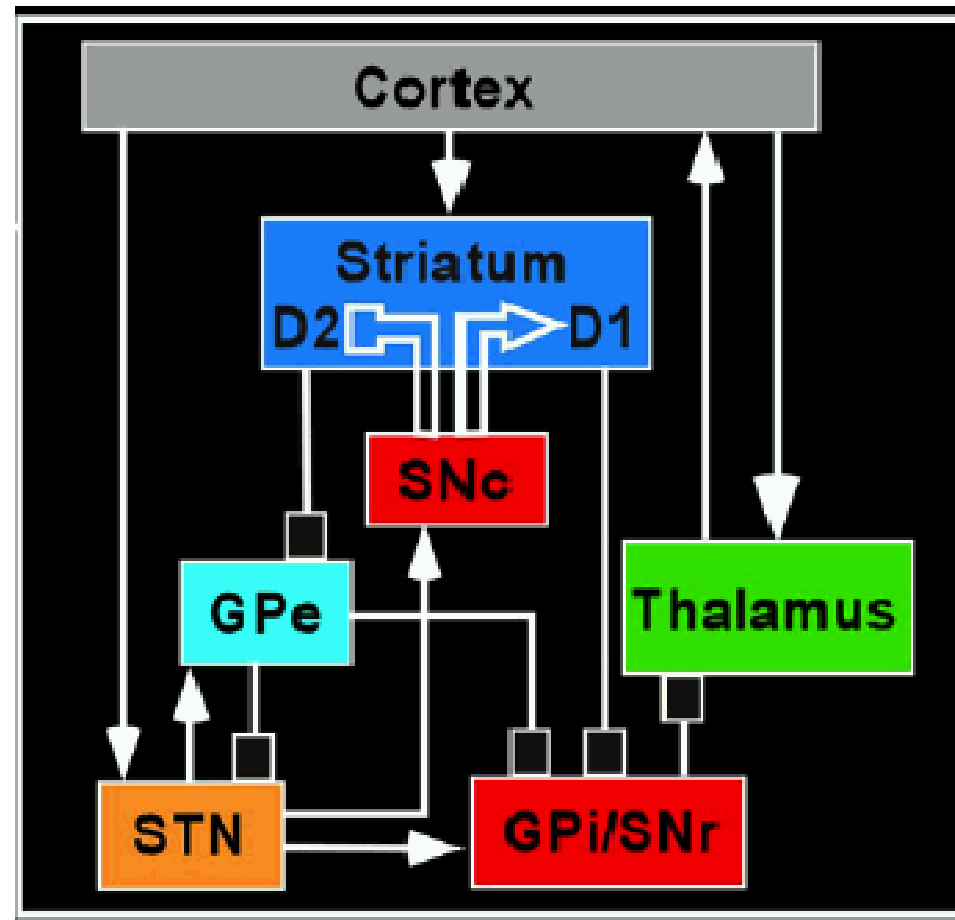 Cortex
Striatum
D2 D1
SNc
GPe
Thalamus
STN
GPi/SNr